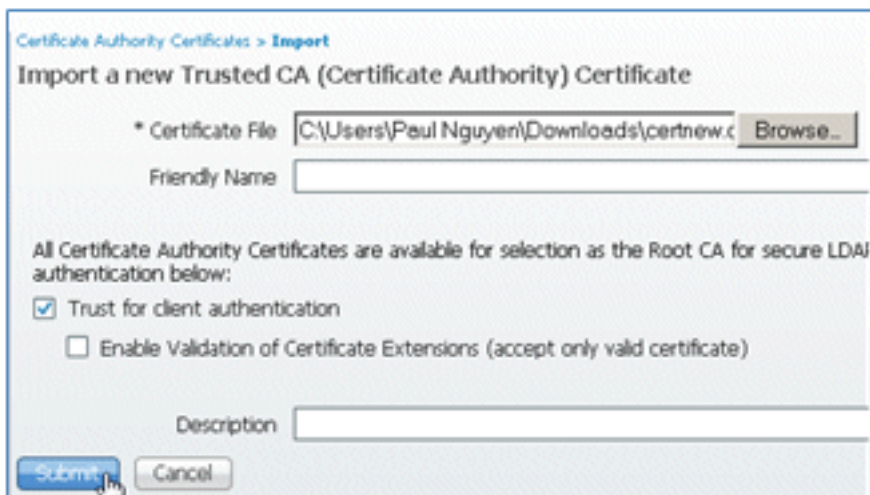 Certificate Authority Certificates > Import
Import a new Trusted CA (Certificate Authority) Certificate
* Certificate File C:\Users\Paul Nguyen\Downloads\certnew.c Browse...
Friendly Name
All Certificate Authority Certificates are available for selection as the Root CA for secure LDAP
authentication below:
Trust for client authentication
Enable Validation of Certificate Extensions (accept only valid certificate)
Description
Submit Cancel